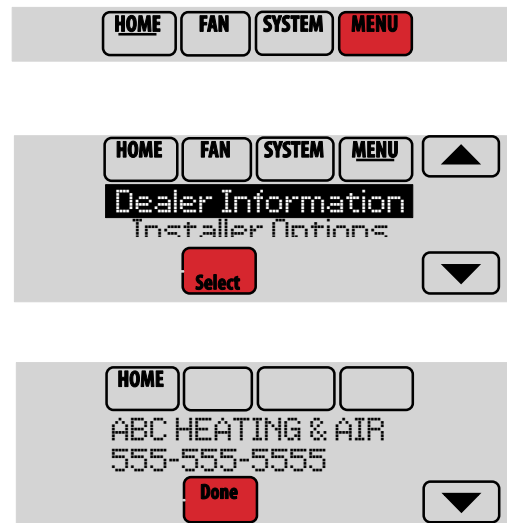 HOME FAN SYSTEM MENU
HOME FAN SYSTEM MENU
Dealer Information
Installer Options
Select
HOME
ABC HEATING & AIR
555-555-5555
Done